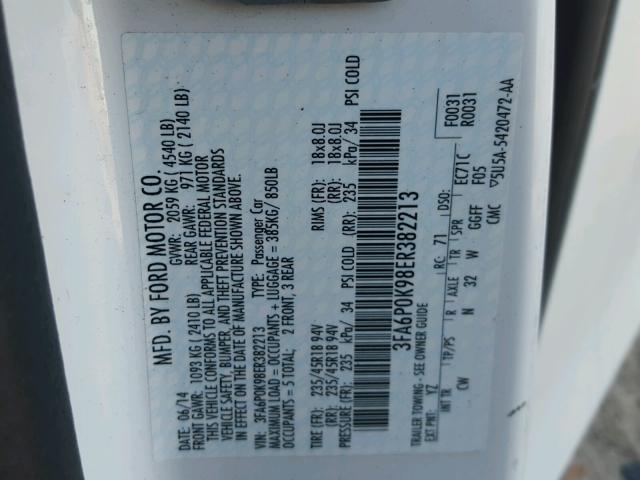 MFD. BY FORD MOTOR CO.
DATE: 06/14 GVWR: 2059 KG ( 4540 LB)
FRONT GAWR: 1093 KG (2410 LB) REAR GAWR: 971 KG ( 2140 LB)
THIS VEHICLE CONFORMS TO ALL APPLICABLE FEDERAL MOTOR
VEHICLE SAFETY, BUMPER, AND THEFT PREVENTION STANDARDS
IN EFFECT ON THE DATE OF MANUFACTURE SHOWN ABOVE.
VIN: 3FA6P0K98ER382213 TYPE: Passenger Car
MAXIMUM LOAD = OCCUPANTS + LUGGAGE = 385KG/ 850LB
OCCUPANTS = 5 TOTAL; 2 FRONT, 3 REAR
TIRE (FR): 235/45R18 94V RIMS (FR): 18x8.0J
(RR): 235/45R18 94V (RR): 18x8.0J
PRESSURE (FR): 235 kPa/ 34 PSI COLD (RR): 235 kPa/ 34 PSI COLD
3FA6P0K98ER382213
TRAILER TOWING - SEE OWNER GUIDE
EXT PNT: YZ RC: 71 DSO: F0031
R0031
INT TR TP/PS R AXLE TR SPR EE71C
CW N 32 W GGFF F05
CMC ▽5U5A-5420472-AA